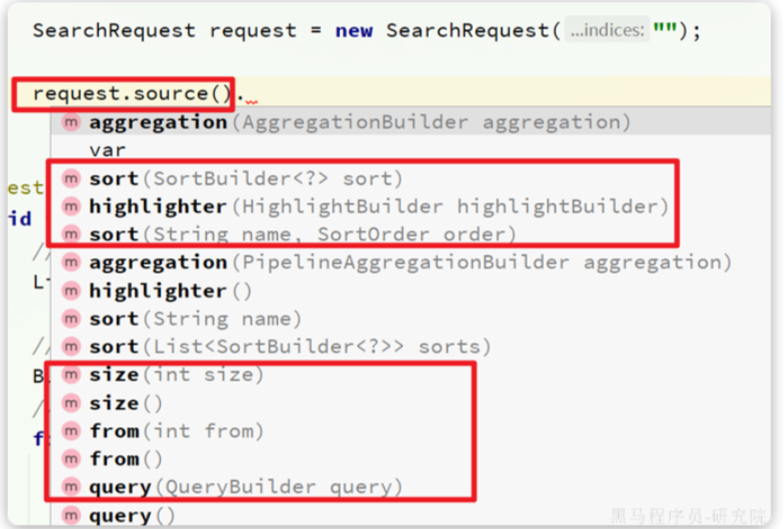 SearchRequest request = new SearchRequest( ...indices: "");
request.source().
m aggregation(AggregationBuilder aggregation)
var
m sort(SortBuilder<?> sort)
est
m highlighter(HighlightBuilder highlightBuilder)
id
m sort(String name, SortOrder order)
//
m aggregation(PipelineAggregationBuilder aggregation)
L
m highlighter()
m sort(String name)
//
m sort(List<SortBuilder<?>> sorts)
B
m size(int size)
//
m size()
f
m from(int from)
m from()
m query(QueryBuilder query)
m query()
黑马程序员-研究院